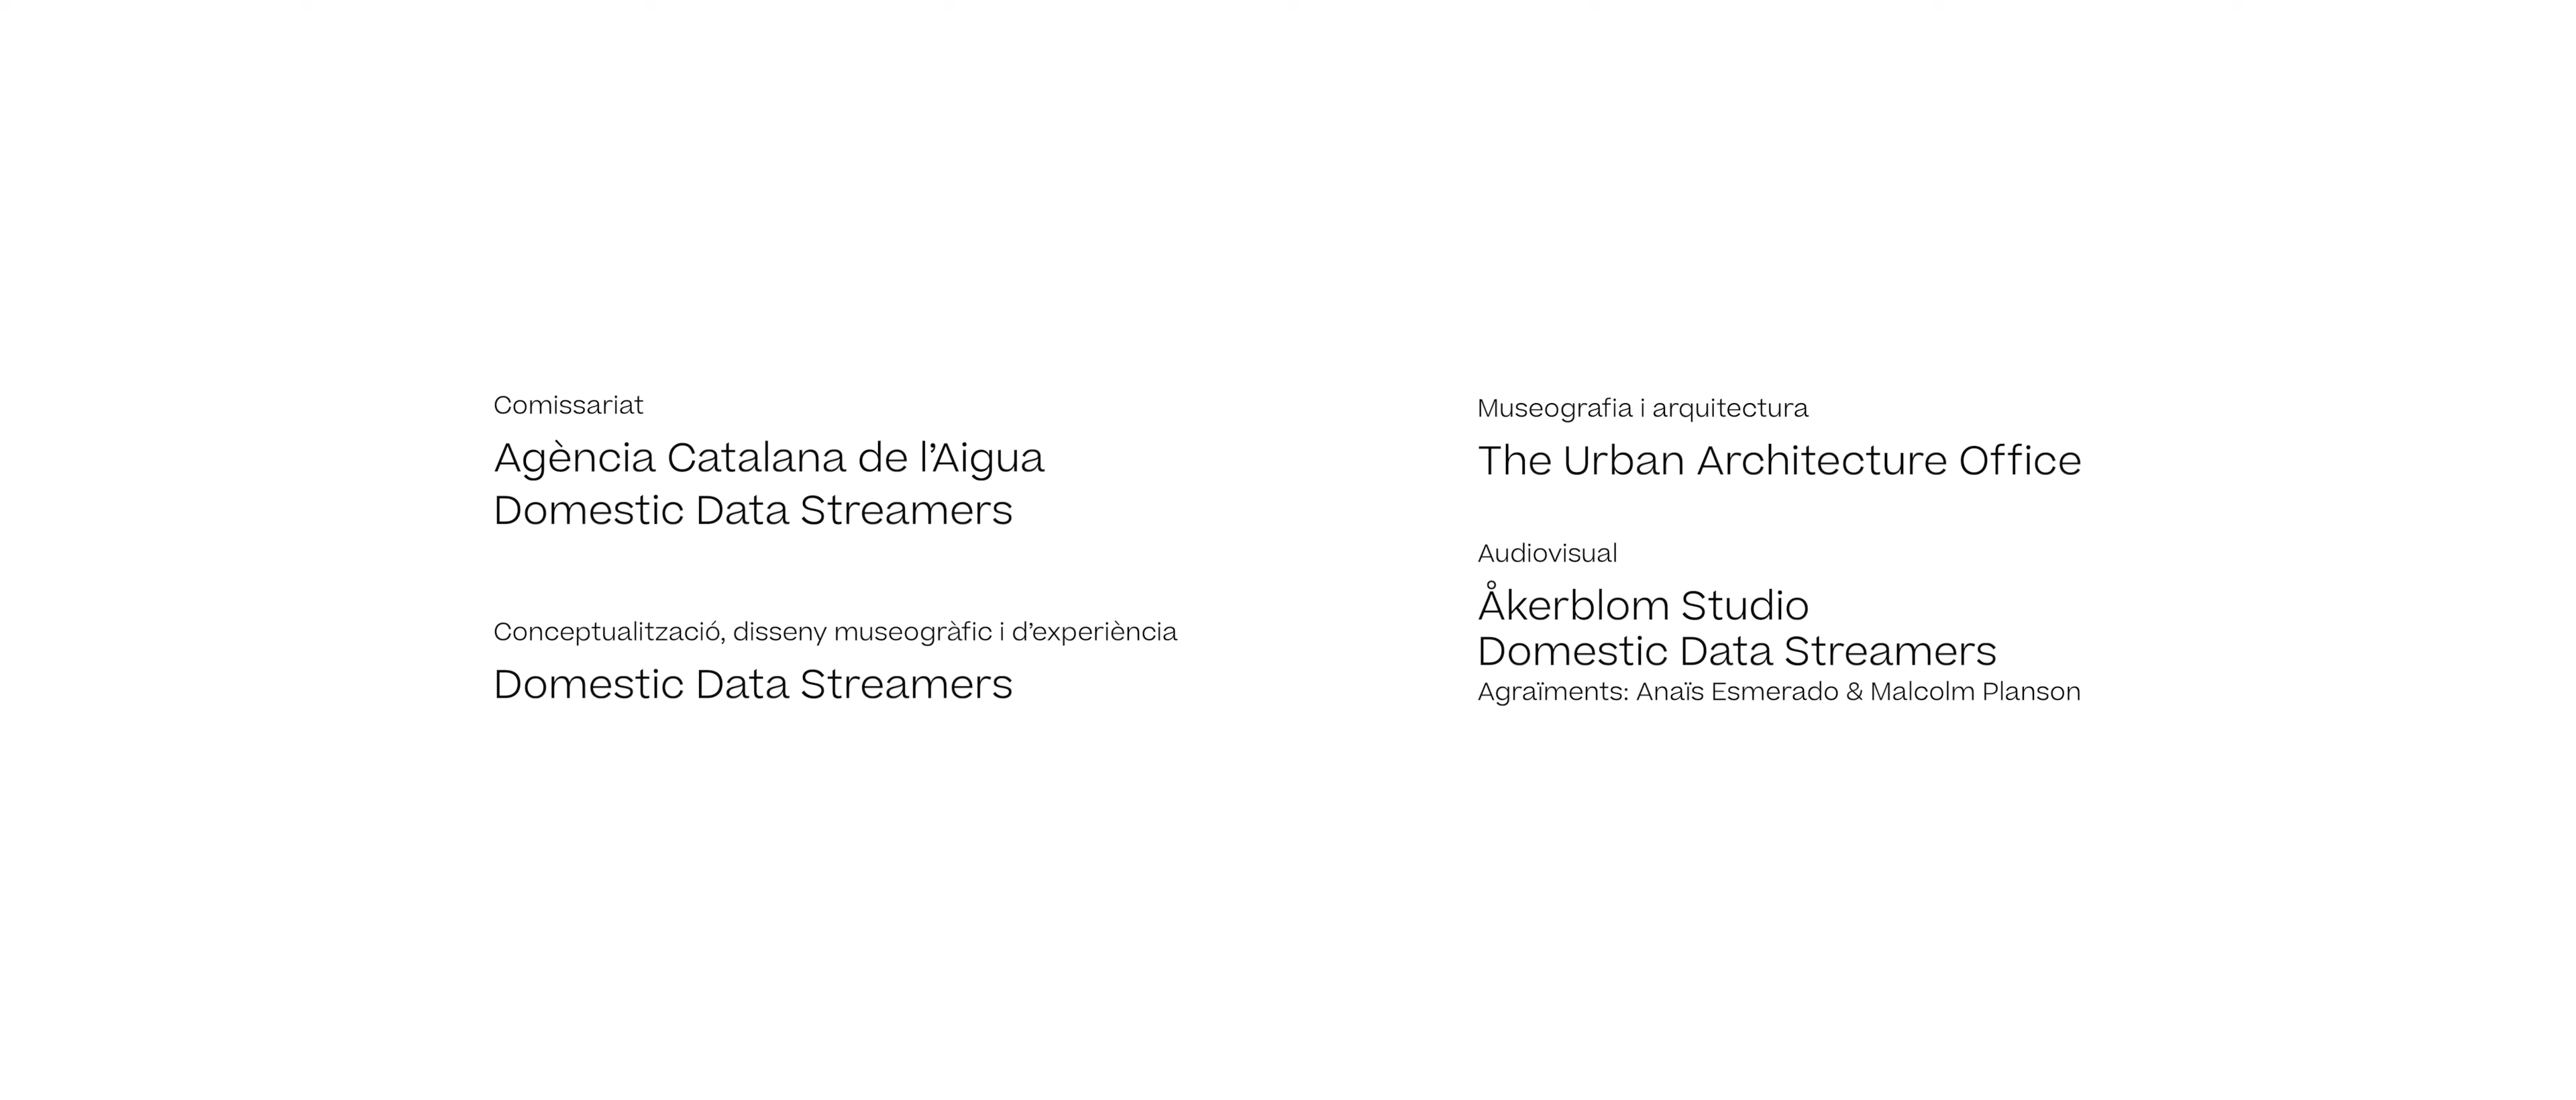 Comissariat
Agència Catalana de l’Aigua
Domestic Data Streamers
Conceptualització, disseny museogràfic i d’experiència
Domestic Data Streamers
Museografia i arquitectura
The Urban Architecture Office
Audiovisual
Åkerblom Studio
Domestic Data Streamers
Agraïments: Anaïs Esmerado & Malcolm Planson